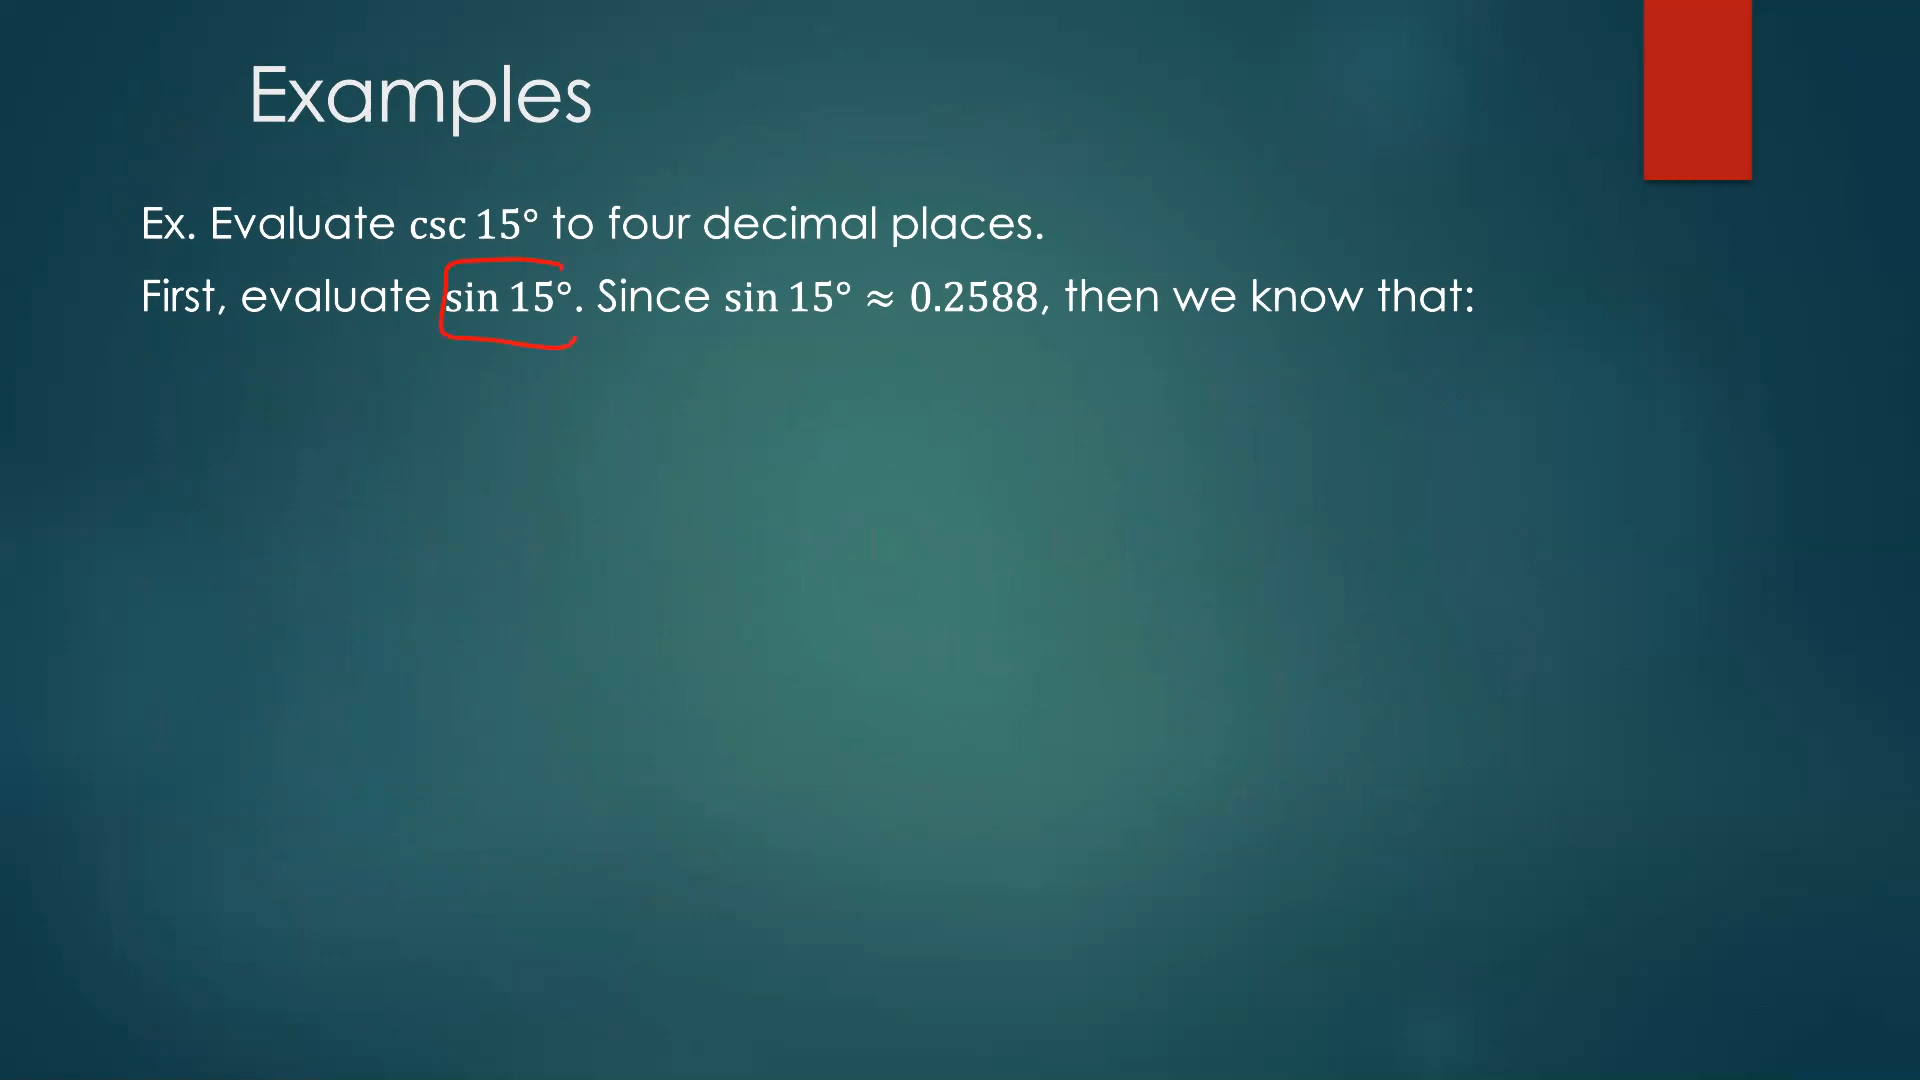 Examples
Ex. Evaluate csc 15° to four decimal places.
First, evaluate sin 15°. Since sin 15° ≈ 0.2588, then we know that: